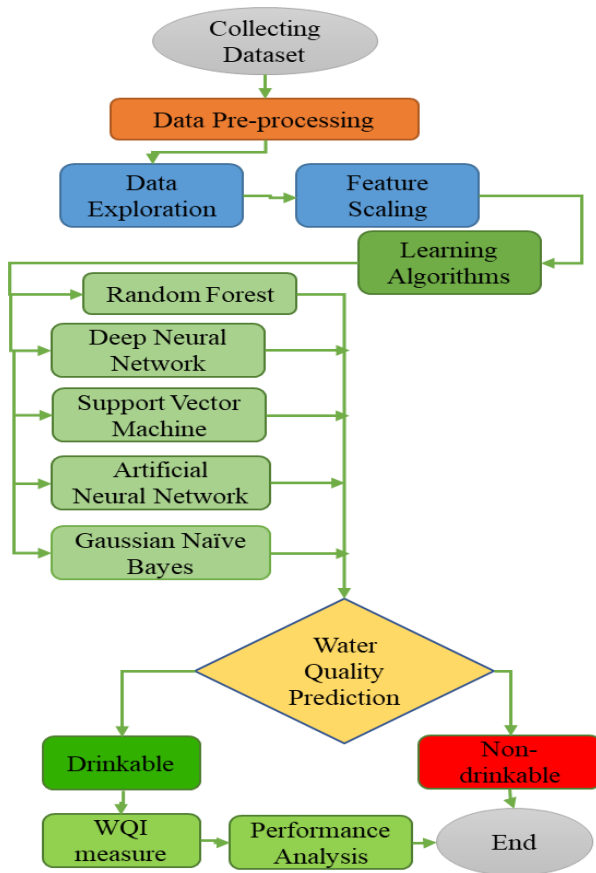 Collecting
Dataset
Data Pre-processing
Data
Exploration
Feature
Scaling
Learning
Algorithms
Random Forest
Deep Neural
Network
Support Vector
Machine
Artificial
Neural Network
Gaussian Naïve
Bayes
Water
Quality
Prediction
Drinkable
Non-
drinkable
WQI
measure
Performance
Analysis
End